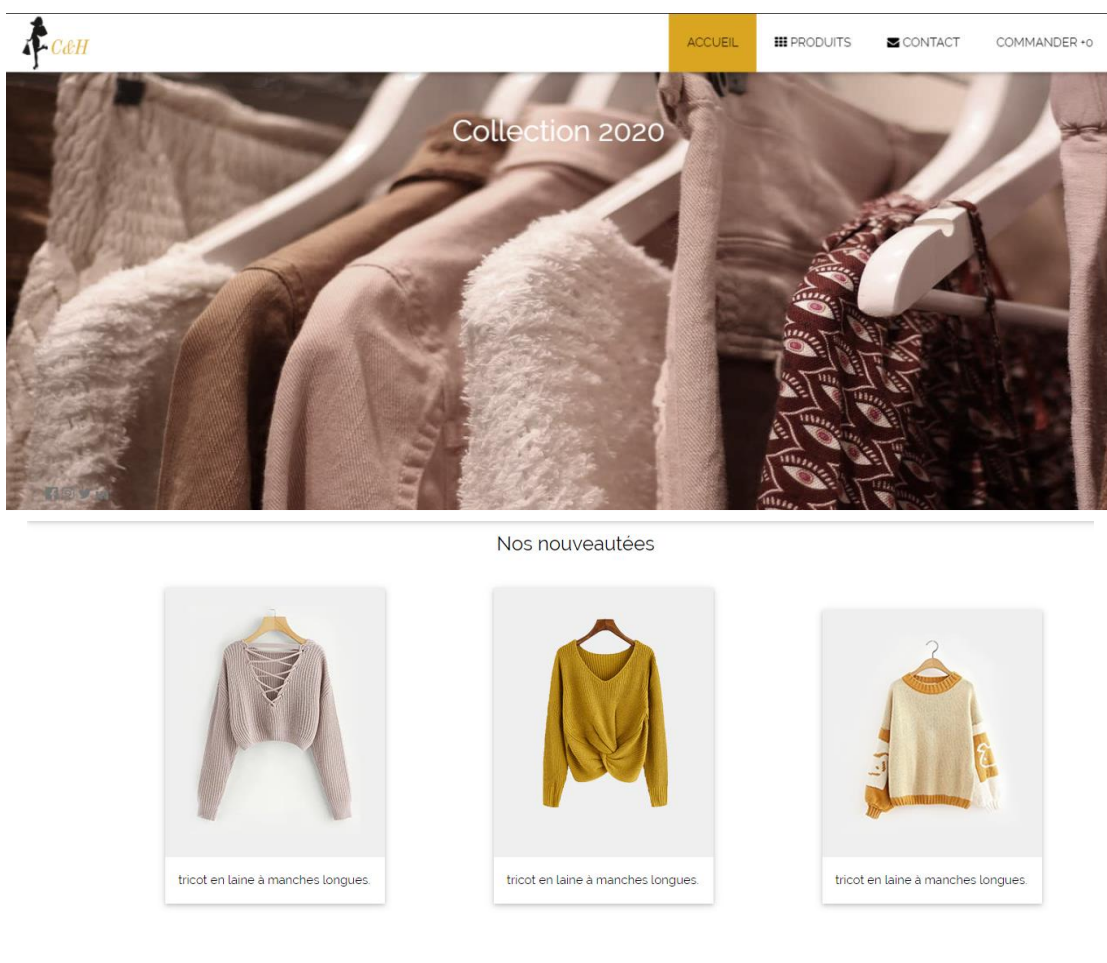 C&H
ACCUEIL PRODUITS CONTACT COMMANDER +0
Collection 2020
Nos nouveautées
tricot en laine à manches longues. tricot en laine à manches longues. tricot en laine à manches longues.